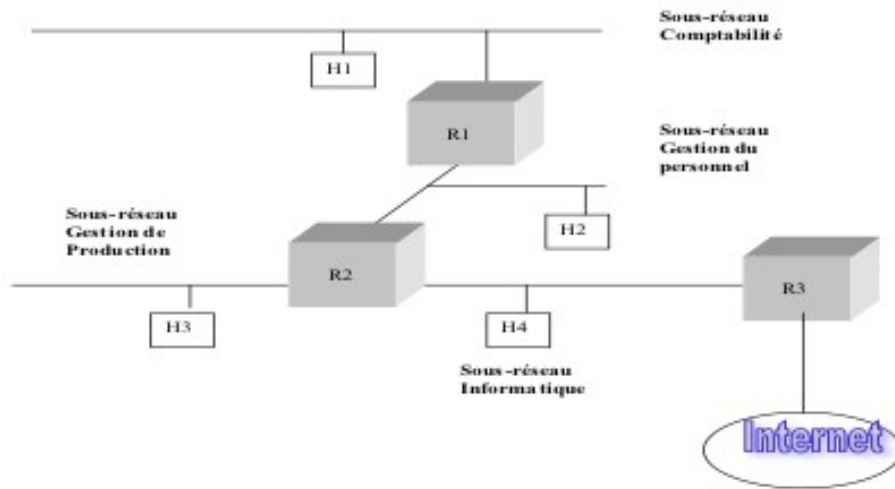 Sous-réseau
Comptabilité
H1
R1
Sous-réseau
Gestion du
personnel
Sous-réseau
Gestion de
Production
H2
R2
R3
H3
H4
Sous-réseau
Informatique
Internet